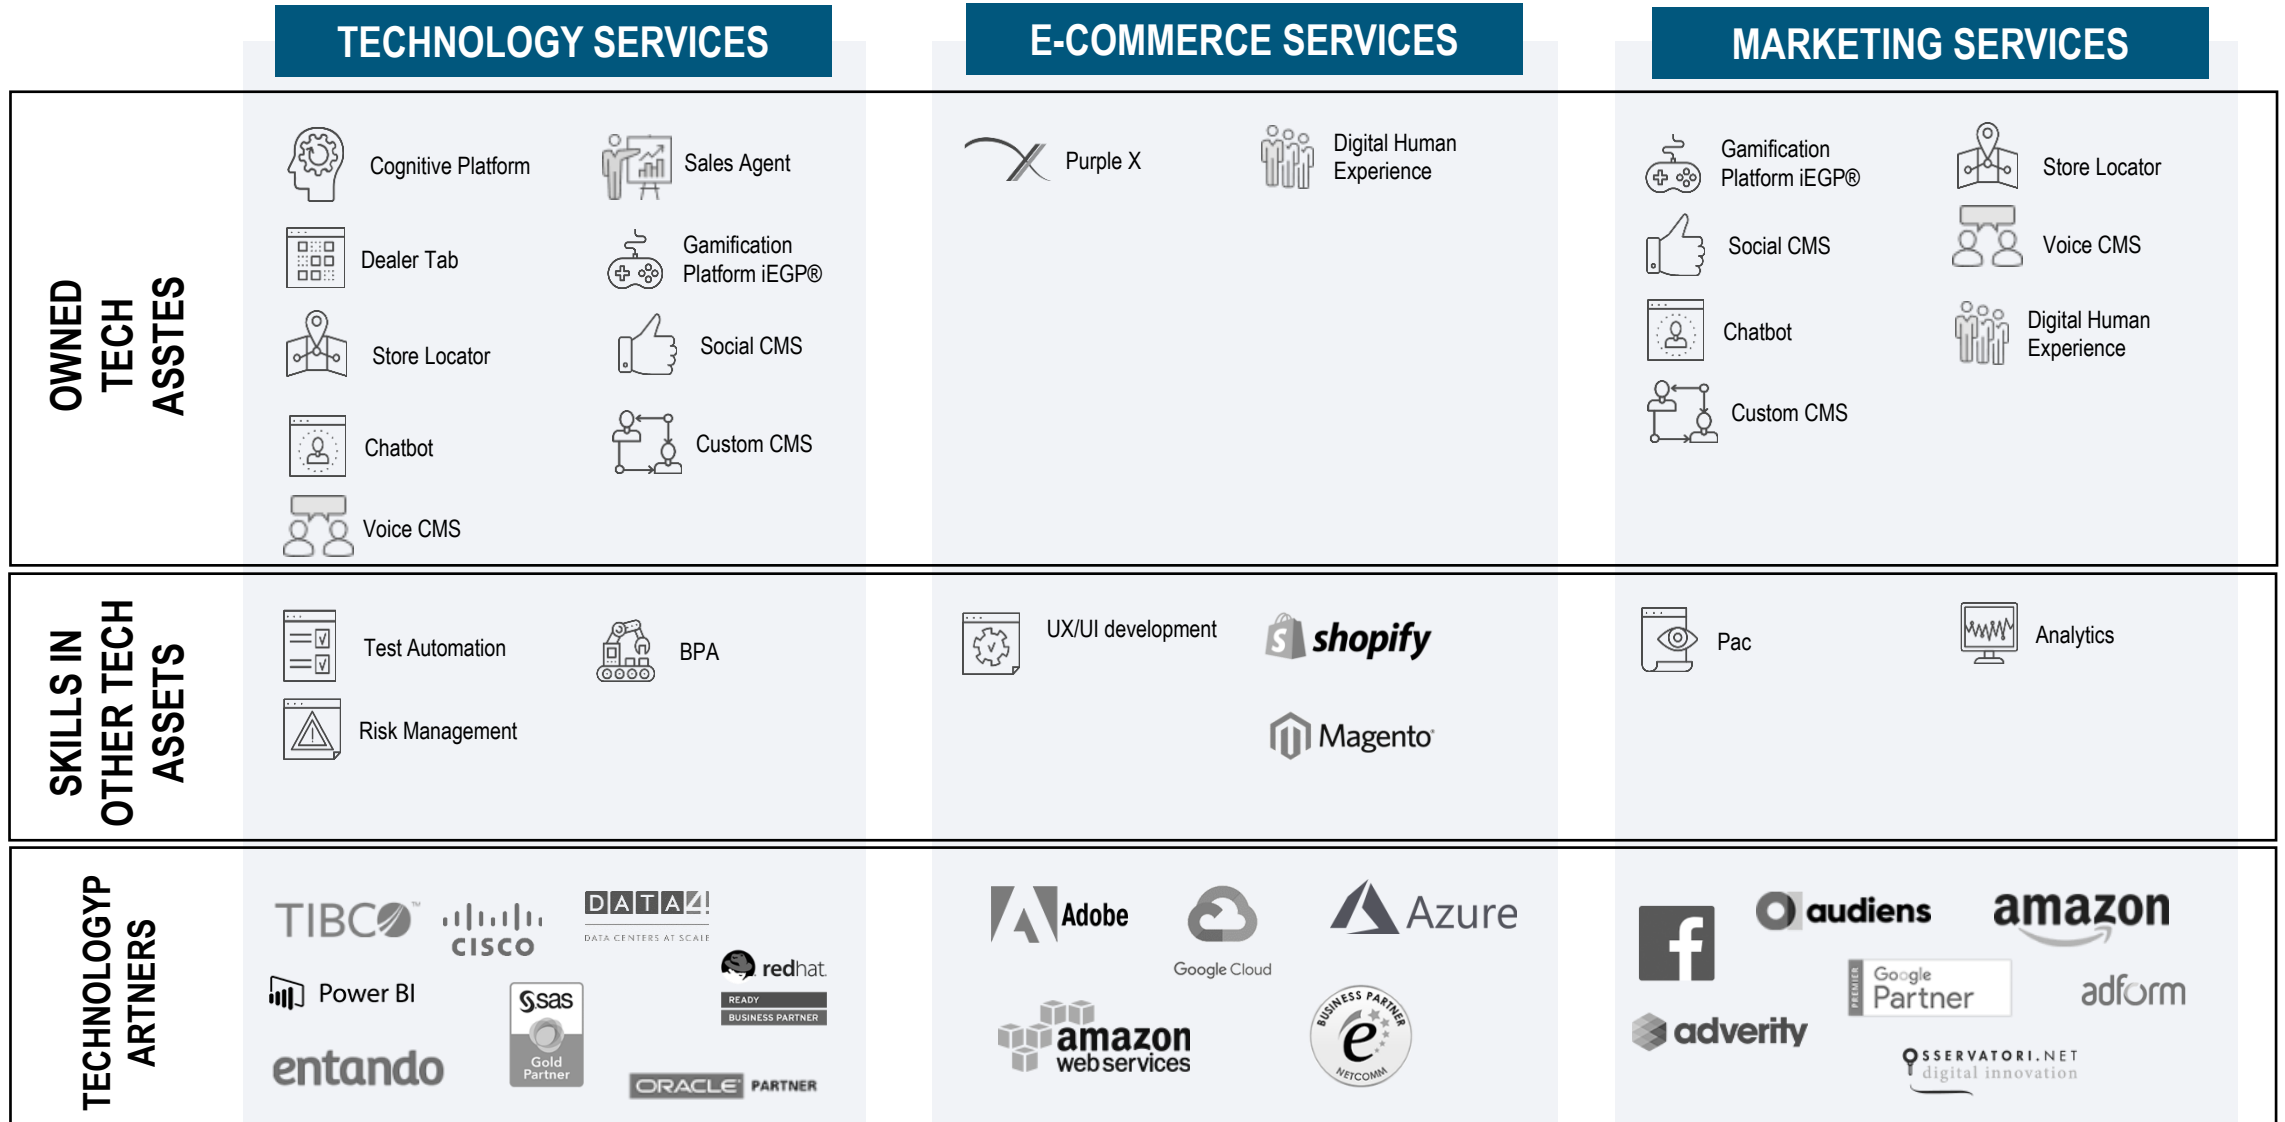 TECHNOLOGY SERVICES
E-COMMERCE SERVICES
MARKETING SERVICES
OWNED
TECH
ASSTES
Cognitive Platform
Sales Agent
Dealer Tab
Gamification
Platform iEGP®
Store Locator
Social CMS
Chatbot
Custom CMS
Voice CMS
Purple X
Digital Human
Experience
Gamification
Platform iEGP®
Store Locator
Social CMS
Voice CMS
Chatbot
Digital Human
Experience
Custom CMS
SKILLS IN
OTHER TECH
ASSETS
Test Automation
BPA
Risk Management
UX/UI development
shopify
Magento
Pac
Analytics
TECHNOLOGYP
ARTNERS
TIBCO™
CISCO
DATA4!
DATA CENTERS AT SCALE
Power BI
sas
Gold
Partner
redhat.
READY
BUSINESS PARTNER
entando
ORACLE PARTNER
Adobe
Google Cloud
Azure
amazon
web services
BUSINESS PARTNER
e
NETCOMM
f
audiens
amazon
PREMIER
Google
Partner
adform
adverity
OSSERVATORI.NET
digital innovation